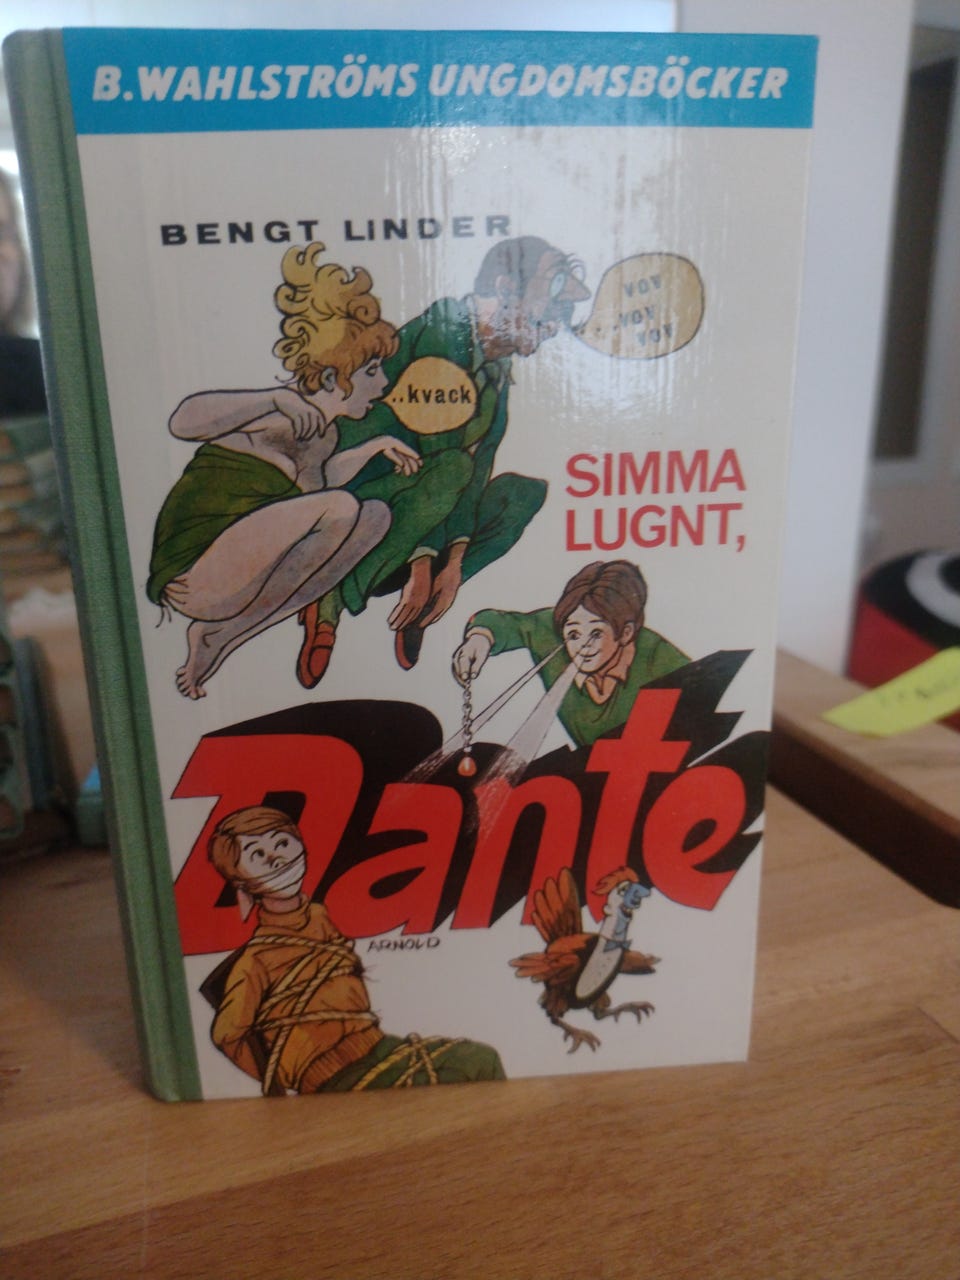 B.WAHLSTRÖMS UNGDOMSBÖCKER
BENGT LINDER
VOV
..VOV
VOV
..kvack
SIMMA
LUGNT,
Dante
ARNOLD